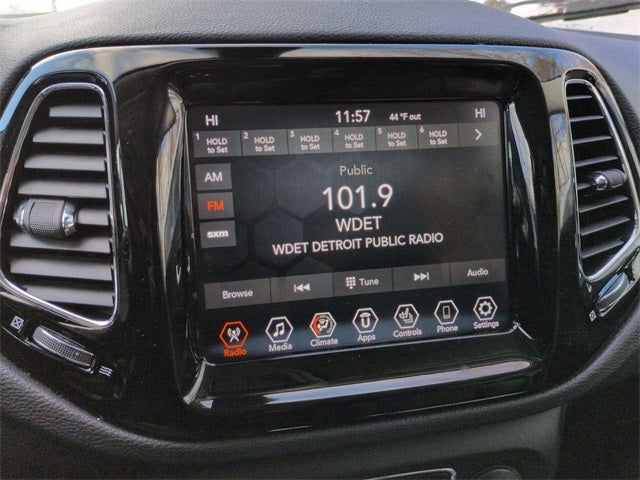 HI 11:57 44 °F out HI
1 HOLD to Set 2 HOLD to Set 3 HOLD to Set 4 HOLD to Set 5 HOLD to Set 6 HOLD to Set
AM
Public
FM
101.9
sxm
WDET
WDET DETROIT PUBLIC RADIO
Browse Tune Audio
Radio Media Climate Apps Controls Phone Settings